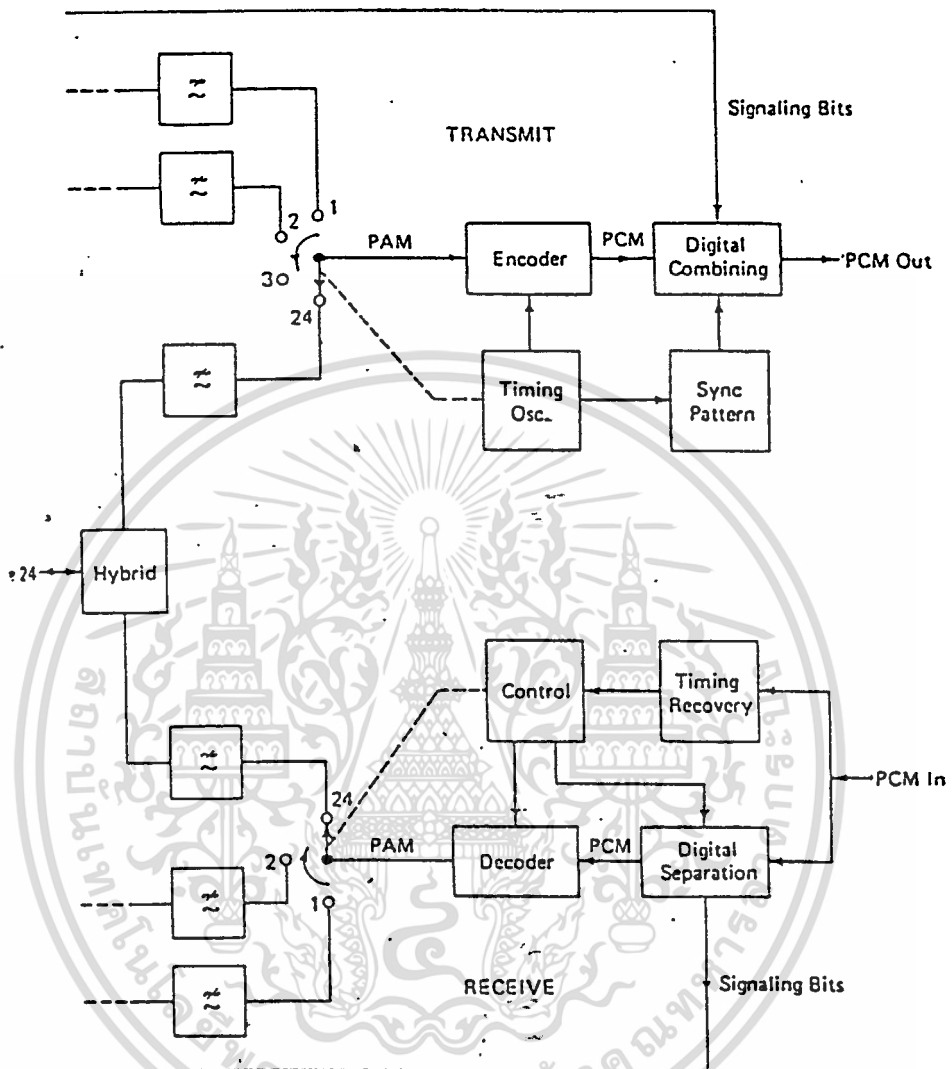 Signaling Bits
TRANSMIT
1
2
3
24
PAM
Encoder
PCM
Digital
Combining
PCM Out
Timing
Osc.
Sync
Pattern
24
Hybrid
Control
Timing
Recovery
PCM In
24
2
1
PAM
Decoder
PCM
Digital
Separation
RECEIVE
Signaling Bits